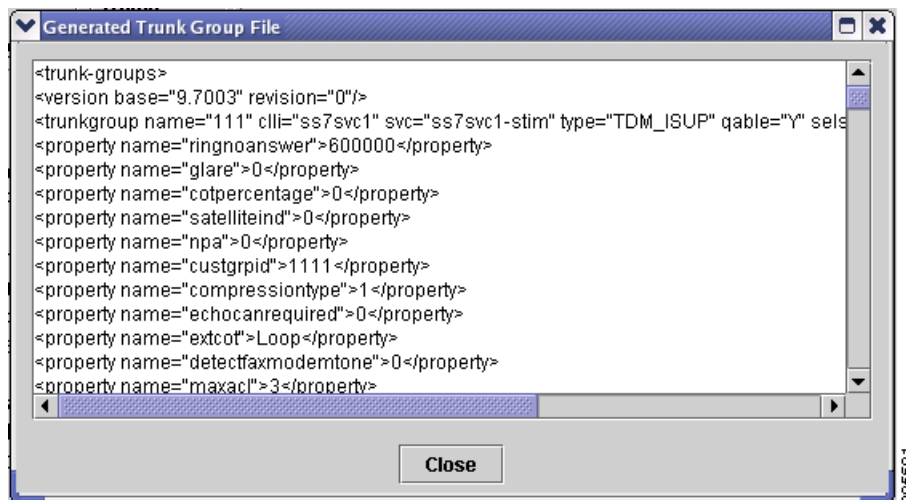 Generated Trunk Group File
<trunk-groups>
<version base="9.7003" revision="0"/>
<trunkgroup name="111" clli="ss7svc1" svc="ss7svc1-stim" type="TDM_ISUP" qable="Y" sels
<property name="ringnoanswer">600000</property>
<property name="glare">0</property>
<property name="cotpercentage">0</property>
<property name="satelliteind">0</property>
<property name="npa">0</property>
<property name="custgrpid">1111</property>
<property name="compressiontype">1</property>
<property name="echocanrequired">0</property>
<property name="extcot">Loop</property>
<property name="detectfaxmodemtone">0</property>
<property name="maxacl">3</property>
Close